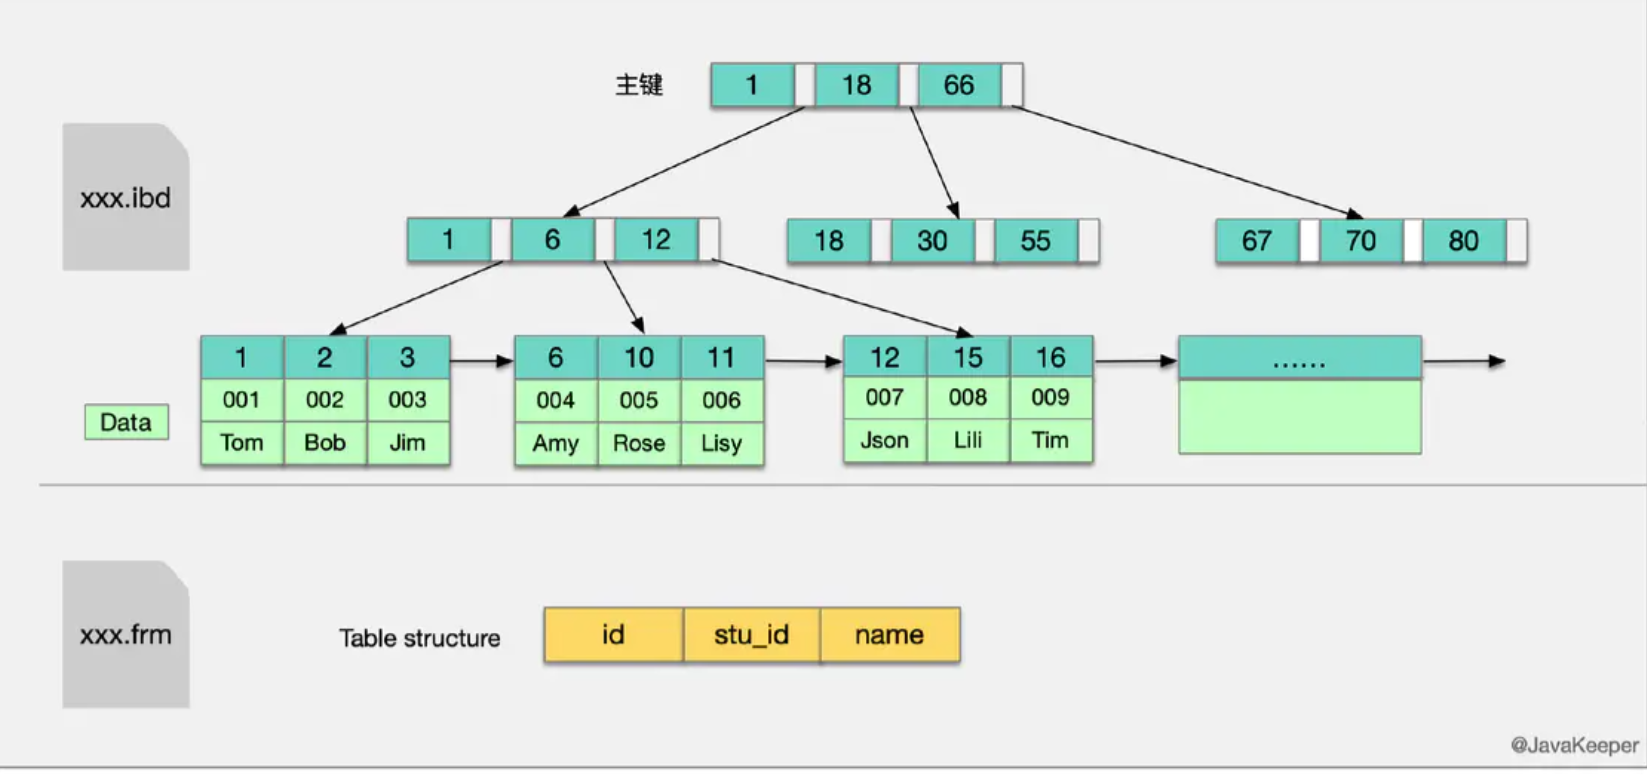 主键 1 18 66
xxx.ibd
1 6 12 18 30 55 67 70 80
1 2 3 6 10 11 12 15 16 ......
001 002 003 004 005 006 007 008 009
Data
Tom Bob Jim Amy Rose Lisy Json Lili Tim
xxx.frm
Table structure id stu_id name
@JavaKeeper